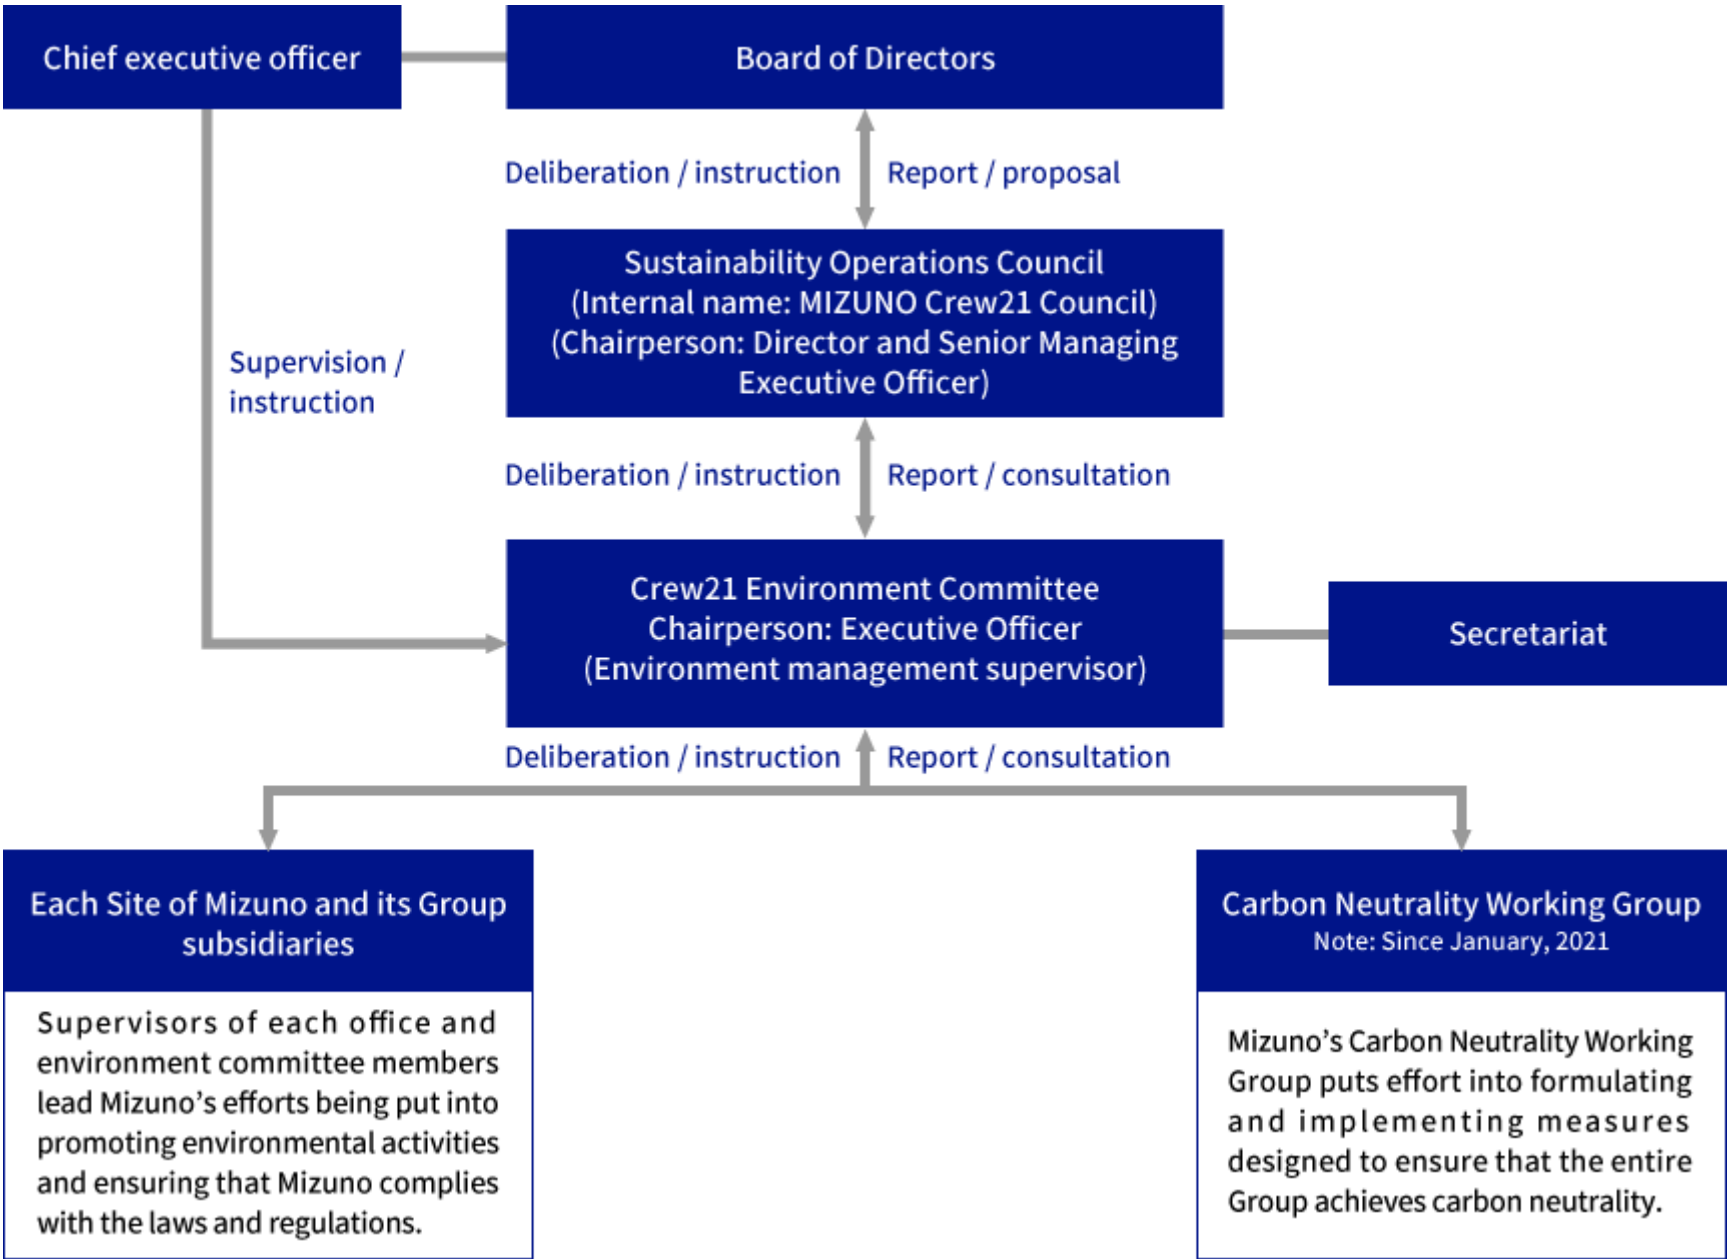 Chief executive officer
Board of Directors
Deliberation / instruction
Report / proposal
Sustainability Operations Council
(Internal name: MIZUNO Crew21 Council)
(Chairperson: Director and Senior Managing
Executive Officer)
Supervision /
instruction
Deliberation / instruction
Report / consultation
Crew21 Environment Committee
Chairperson: Executive Officer
(Environment management supervisor)
Secretariat
Deliberation / instruction
Report / consultation
Each Site of Mizuno and its Group
subsidiaries
Supervisors of each office and
environment committee members
lead Mizuno’s efforts being put into
promoting environmental activities
and ensuring that Mizuno complies
with the laws and regulations.
Carbon Neutrality Working Group
Note: Since January, 2021
Mizuno’s Carbon Neutrality Working
Group puts effort into formulating
and implementing measures
designed to ensure that the entire
Group achieves carbon neutrality.